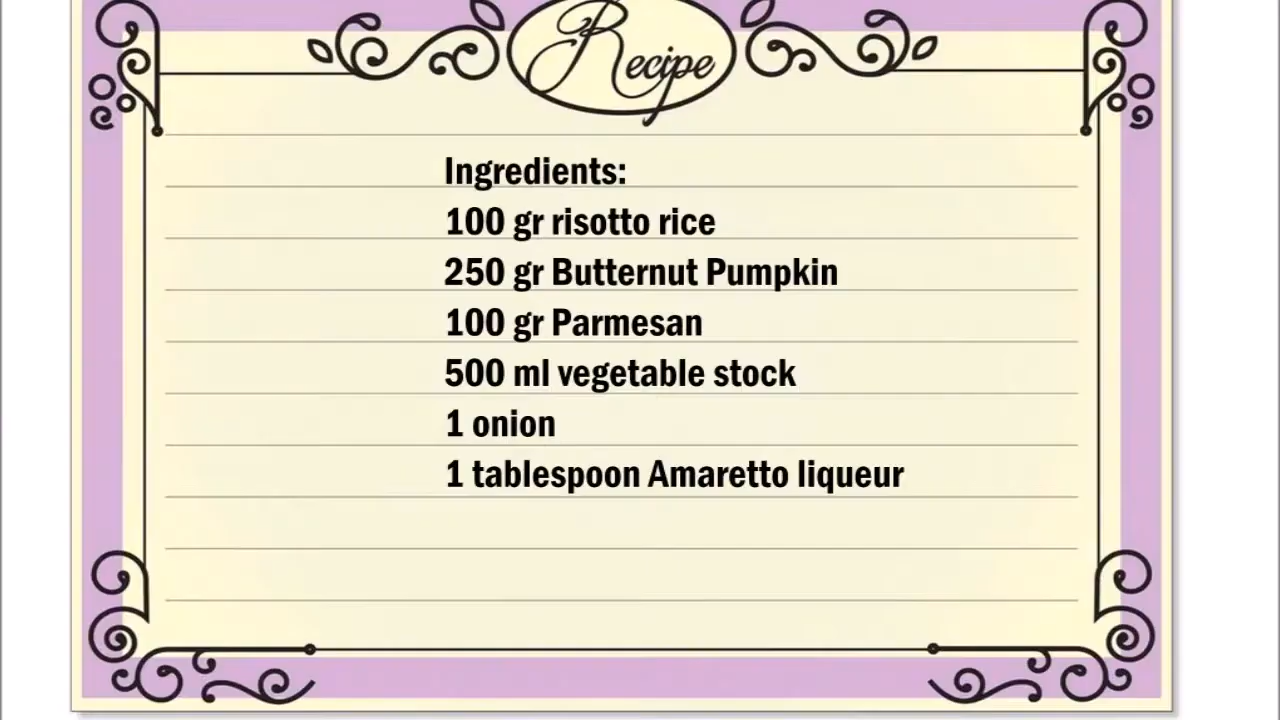 Recipe
Ingredients:
100 gr risotto rice
250 gr Butternut Pumpkin
100 gr Parmesan
500 ml vegetable stock
1 onion
1 tablespoon Amaretto liqueur